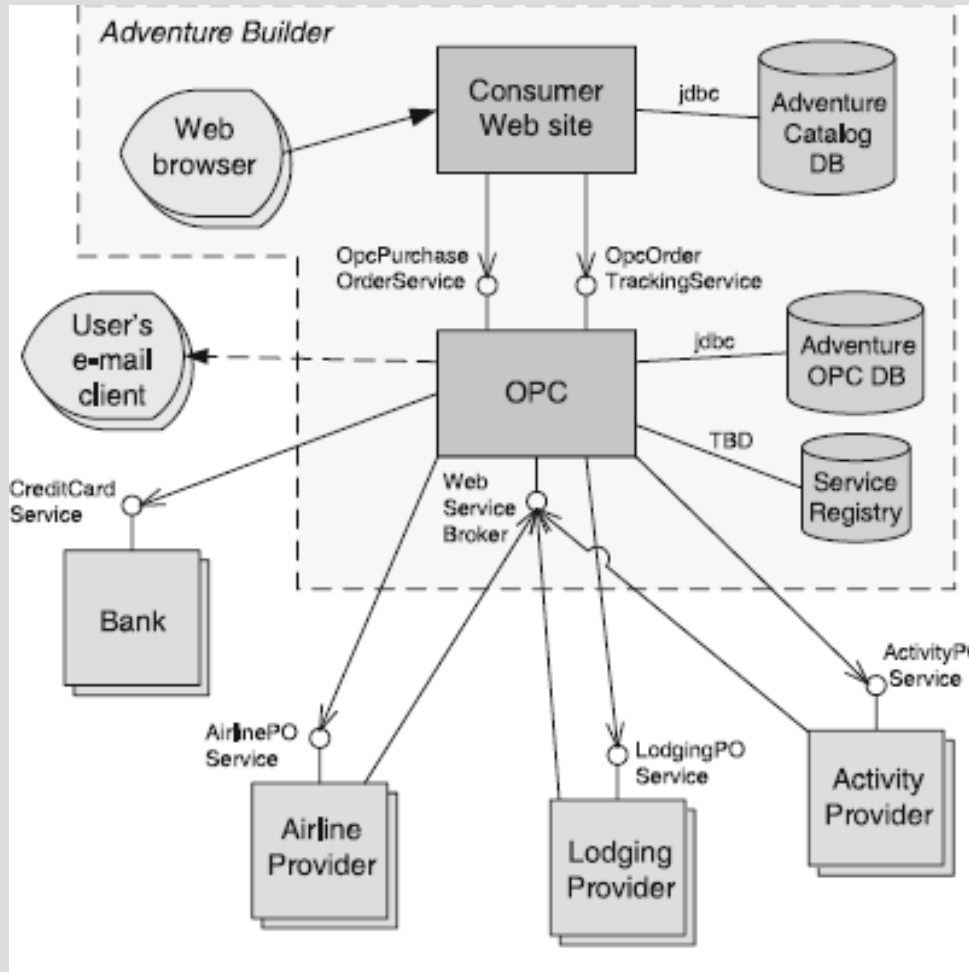 Adventure Builder
Consumer
Web site
jdbc
Adventure
Catalog
DB
Web
browser
OpcPurchase
OrderService
OpcOrder
TrackingService
User's
e-mail
client
OPC
jdbc
Adventure
OPC DB
TBD
Service
Registry
CreditCard
Service
Web
Service
Broker
Bank
ActivityP
Service
AirlinePO
Service
LodgingPO
Service
Airline
Provider
Lodging
Provider
Activity
Provider